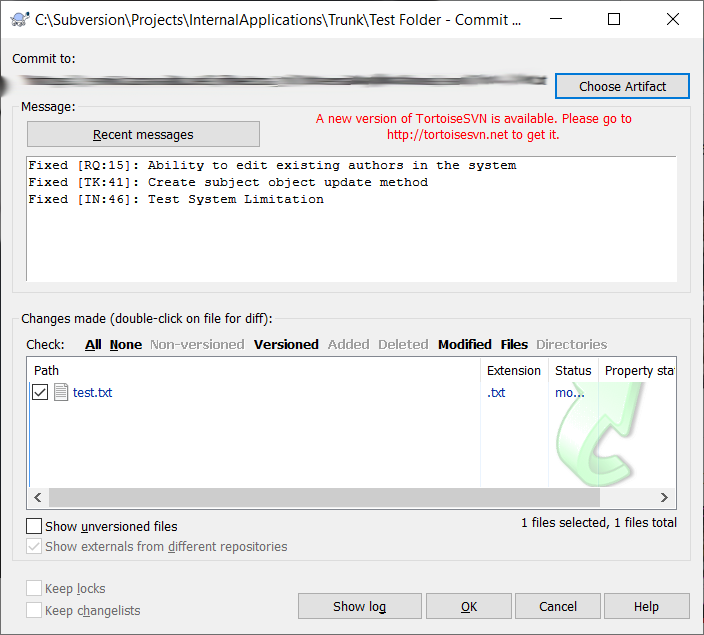 C:\Subversion\Projects\InternalApplications\Trunk\Test Folder - Commit ...
Commit to:
Choose Artifact
Message:
Recent messages
A new version of TortoiseSVN is available. Please go to
http://tortoisesvn.net to get it.
Fixed [RQ:15]: Ability to edit existing authors in the system
Fixed [TK:41]: Create subject object update method
Fixed [IN:46]: Test System Limitation
Changes made (double-click on file for diff):
Check: All None Non-versioned Versioned Added Deleted Modified Files Directories
Path Extension Status Property sta
test.txt .txt mo...
Show unversioned files
1 files selected, 1 files total
Show externals from different repositories
Keep locks
Keep changelists
Show log OK Cancel Help